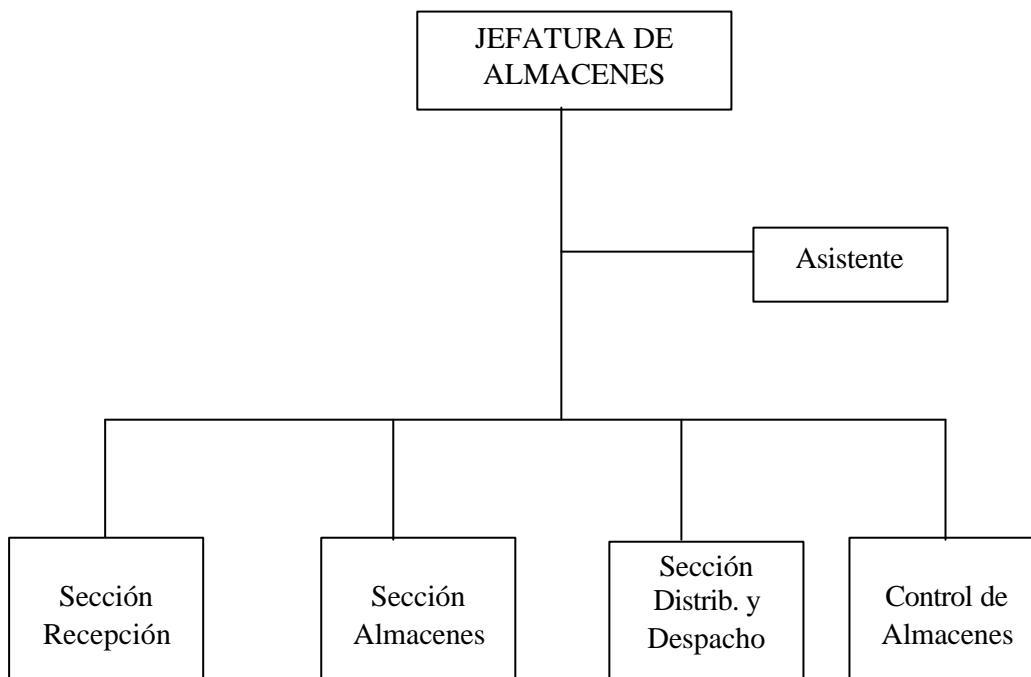 JEFATURA DE
ALMACENES
Asistente
Sección
Recepción
Sección
Almacenes
Sección
Distrib. y
Despacho
Control de
Almacenes